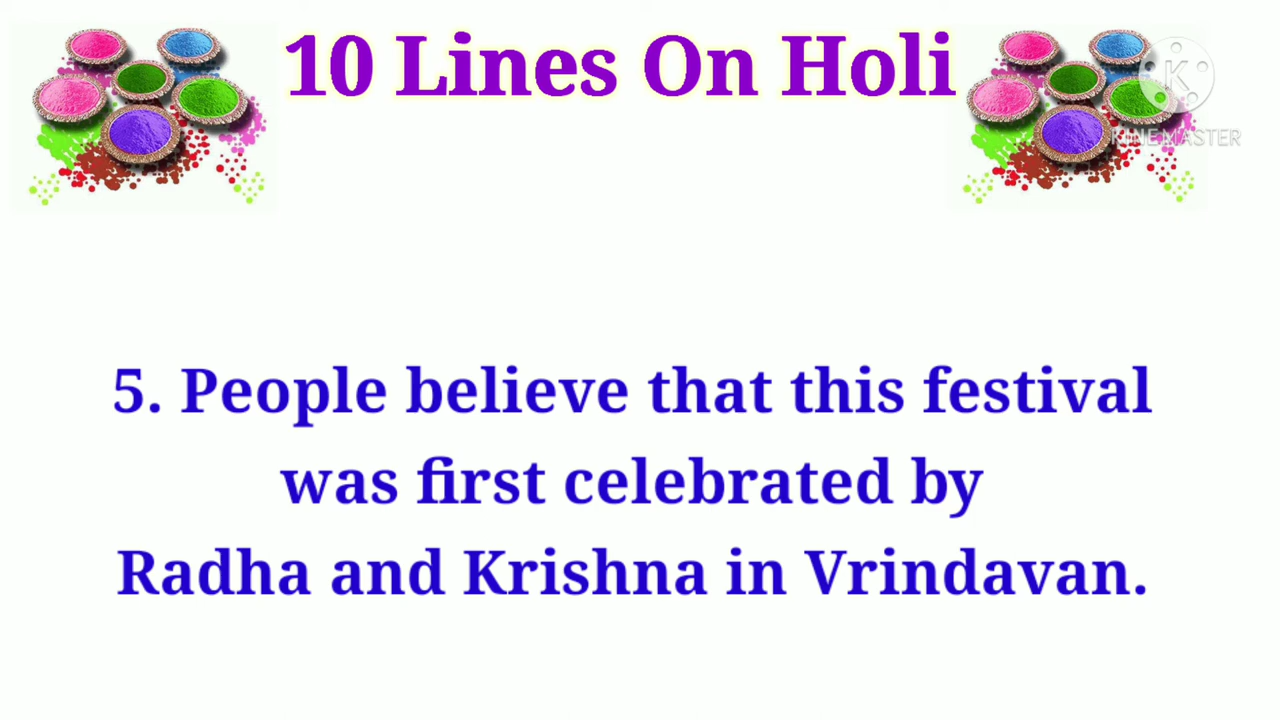 10 Lines On Holi
K
KINEMASTER
5. People believe that this festival
was first celebrated by
Radha and Krishna in Vrindavan.